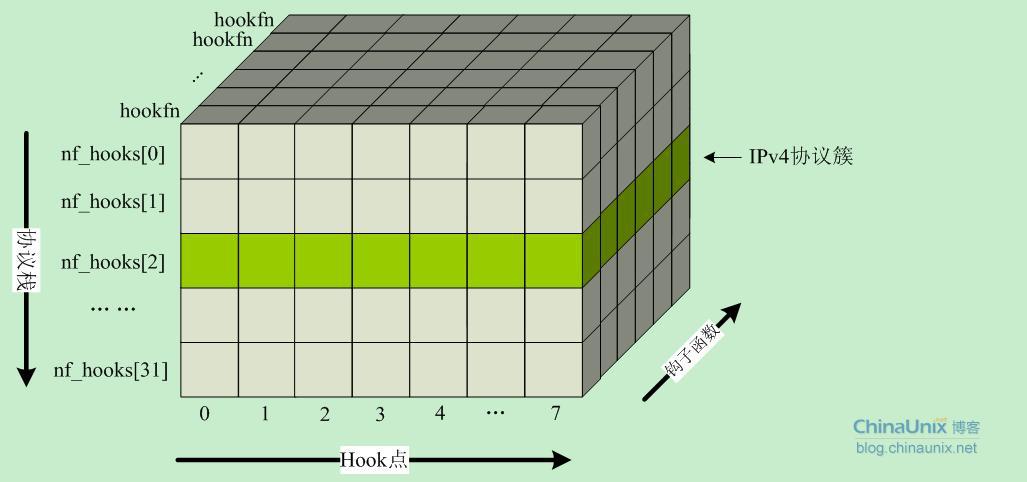 hookfn
hookfn
...
hookfn
nf_hooks[0]
nf_hooks[1]
nf_hooks[2]
... ...
nf_hooks[31]
协议栈
IPv4协议簇
钩子函数
0 1 2 3 4 ... 7
Hook点
ChinaUnix 博客
blog.chinaunix.net